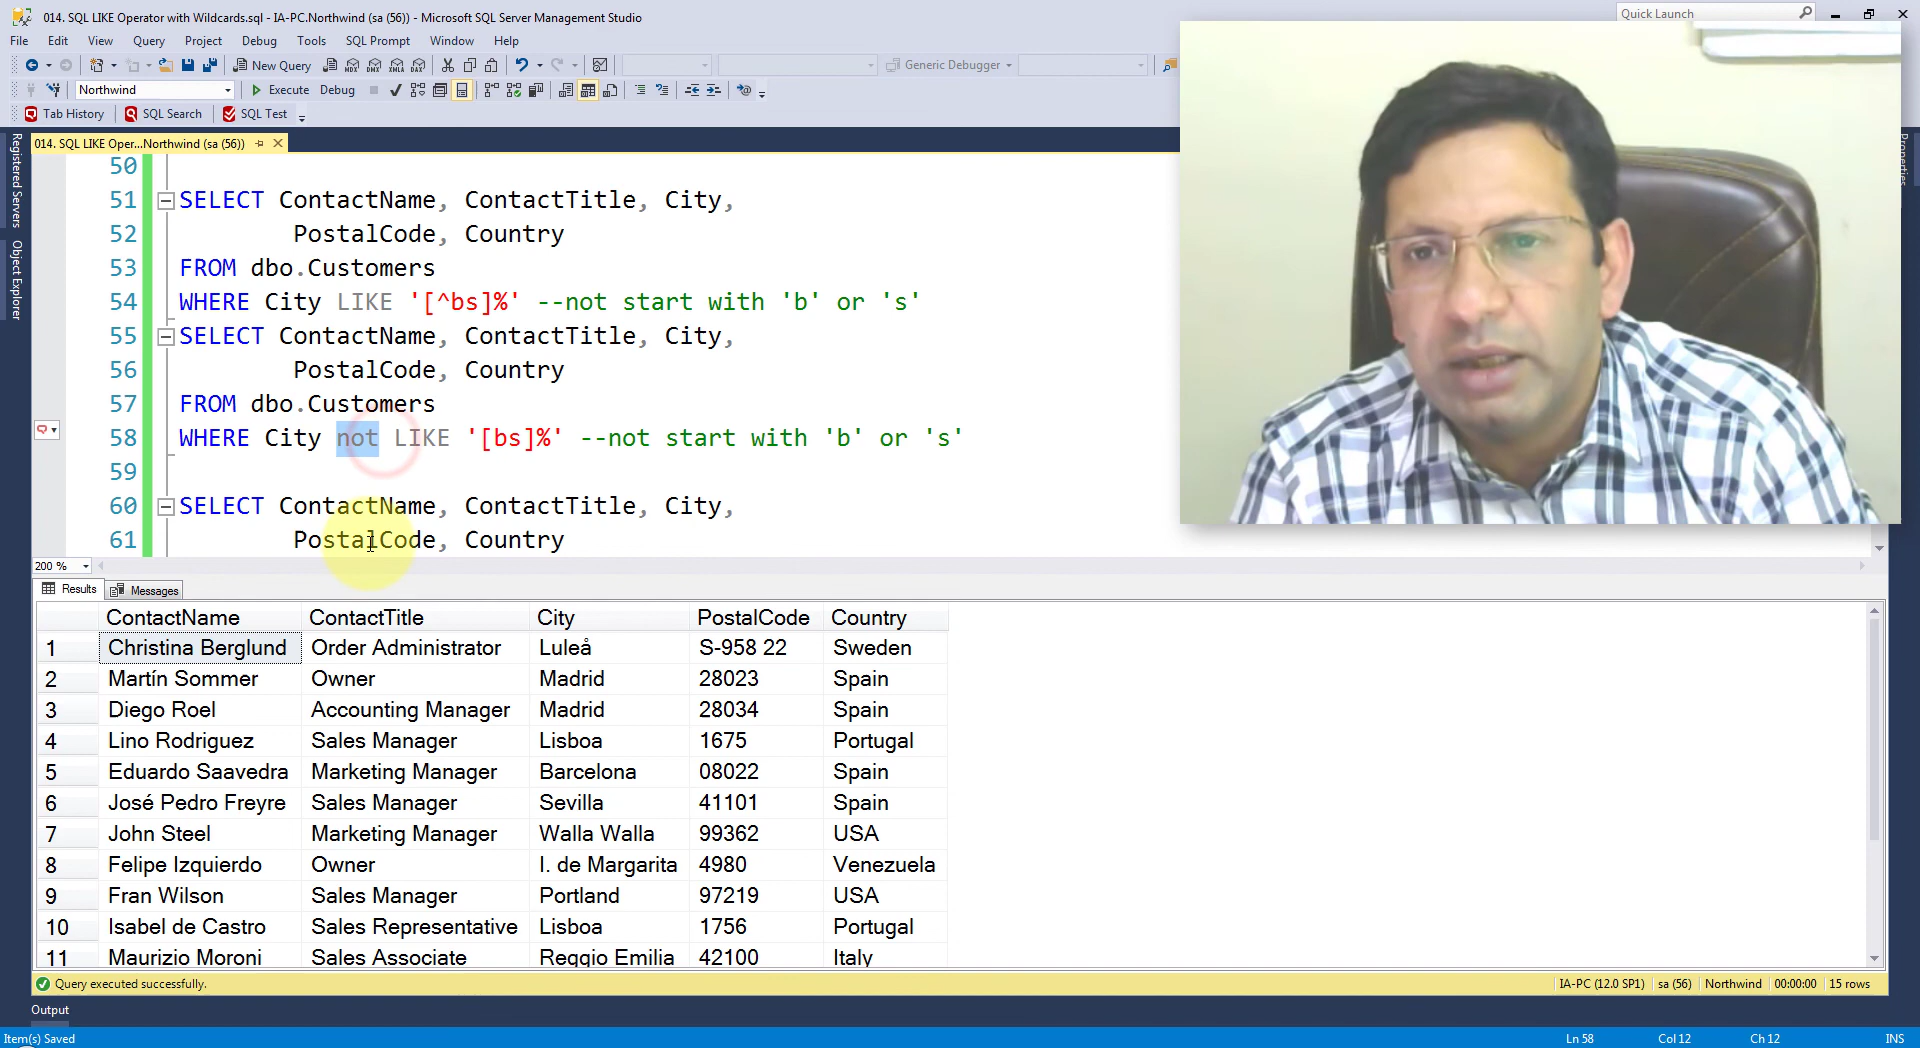 014. SQL LIKE Operator with Wildcards.sql - IA-PC.Northwind (sa (56)) - Microsoft SQL Server Management Studio
Quick Launch
File Edit View Query Project Debug Tools SQL Prompt Window Help
New Query MDX DMX XMLA DAX Generic Debugger
Northwind Execute Debug
Tab History SQL Search SQL Test
014. SQL LIKE Oper...Northwind (sa (56))
Registered Servers
Object Explorer
Properties
50
51 SELECT ContactName, ContactTitle, City,
52 PostalCode, Country
53 FROM dbo.Customers
54 WHERE City LIKE '[^bs]%' --not start with 'b' or 's'
55 SELECT ContactName, ContactTitle, City,
56 PostalCode, Country
57 FROM dbo.Customers
58 WHERE City not LIKE '[bs]%' --not start with 'b' or 's'
59
60 SELECT ContactName, ContactTitle, City,
61 PostalCode, Country
200 %
Results Messages
ContactName ContactTitle City PostalCode Country
1 Christina Berglund Order Administrator Luleå S-958 22 Sweden
2 Martín Sommer Owner Madrid 28023 Spain
3 Diego Roel Accounting Manager Madrid 28034 Spain
4 Lino Rodriguez Sales Manager Lisboa 1675 Portugal
5 Eduardo Saavedra Marketing Manager Barcelona 08022 Spain
6 José Pedro Freyre Sales Manager Sevilla 41101 Spain
7 John Steel Marketing Manager Walla Walla 99362 USA
8 Felipe Izquierdo Owner I. de Margarita 4980 Venezuela
9 Fran Wilson Sales Manager Portland 97219 USA
10 Isabel de Castro Sales Representative Lisboa 1756 Portugal
11 Maurizio Moroni Sales Associate Reggio Emilia 42100 Italy
Query executed successfully. IA-PC (12.0 SP1) sa (56) Northwind 00:00:00 15 rows
Output
Item(s) Saved Ln 58 Col 12 Ch 12 INS